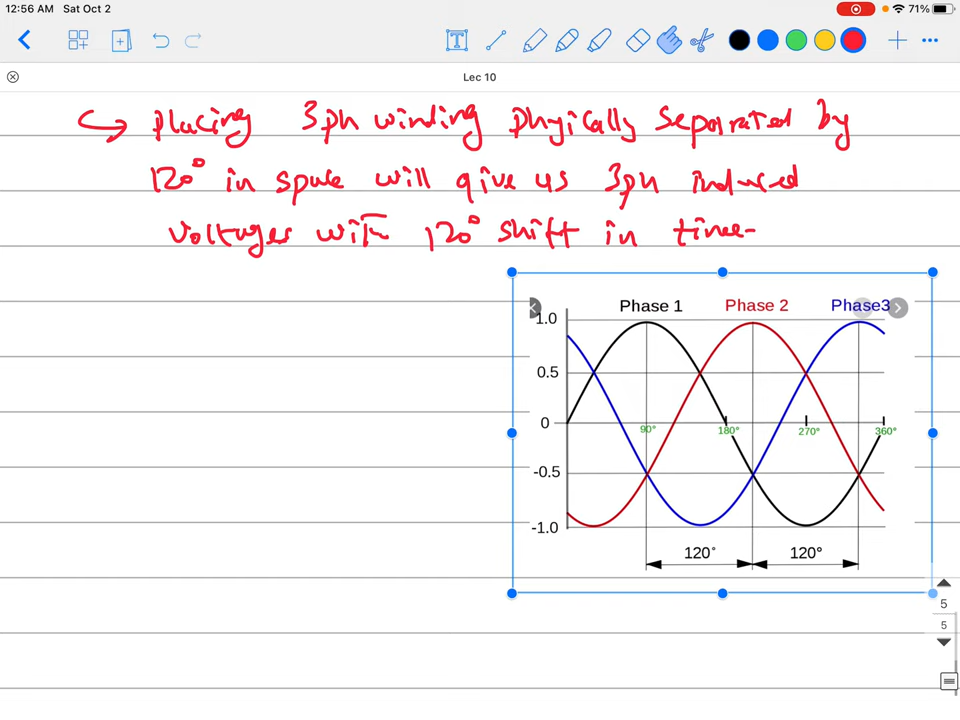 12:56 AM Sat Oct 2
71%
Lec 10
Placing 3ph winding phyically separated by
120° in space will give us 3ph induced
voltages with 120° shift in time-
Phase 1 Phase 2 Phase3
1.0
0.5
0
90° 180° 270° 360°
-0.5
-1.0
120° 120°
5
5